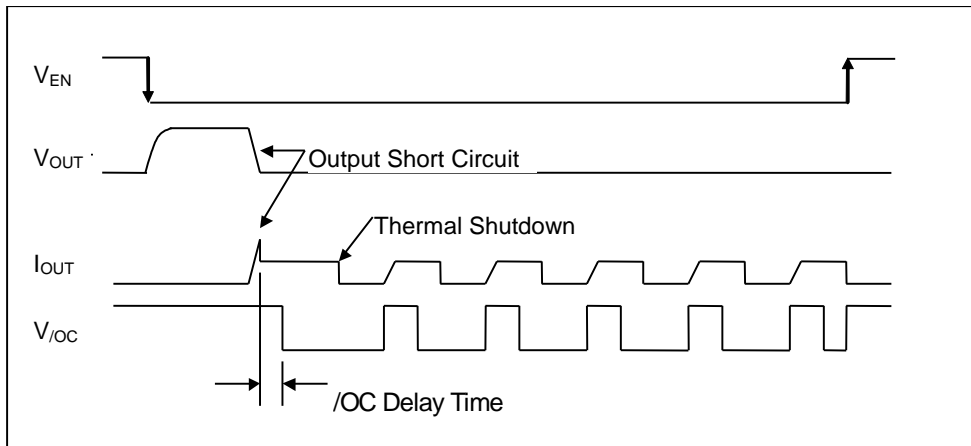 VEN
VOUT
Output Short Circuit
Thermal Shutdown
IOUT
V/OC
/OC Delay Time